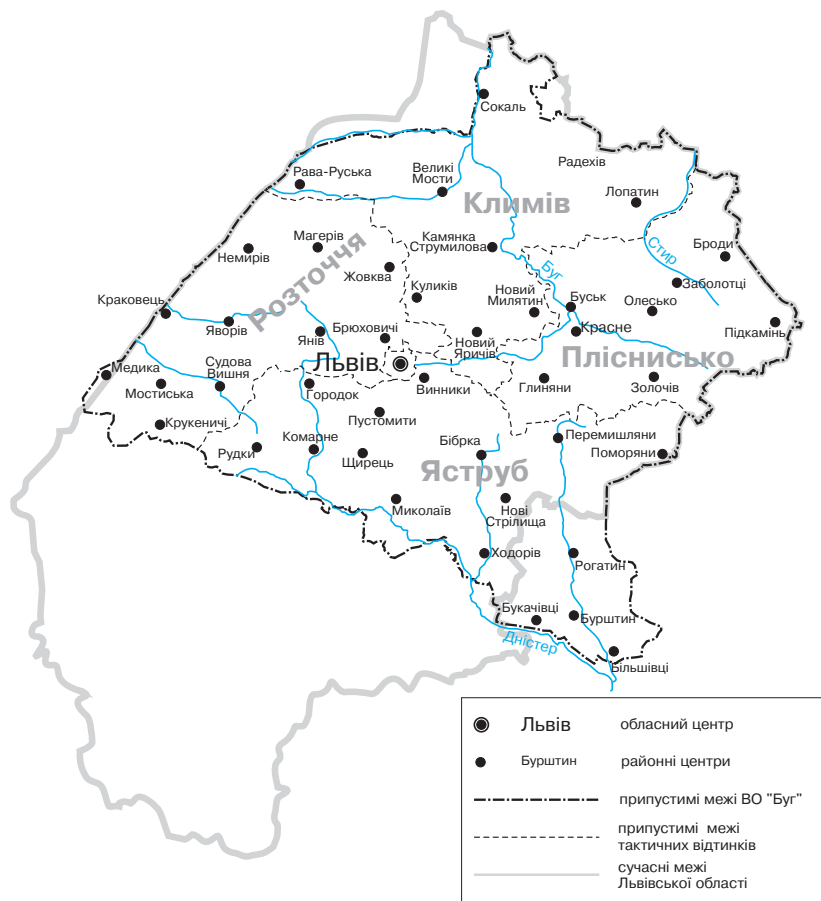 Сокаль
Радехів
Рава-Руська
Великі
Мости
Лопатин
Климів
Магерів
Немирів
Камянка
Струмилова
Стир
Броди
Розточчя
Жовква
Буг
Заболотці
Куликів
Новий
Милятин
Буськ
Олесько
Краковець
Яворів
Янів
Брюховичі
Новий
Яричів
Красне
Підкамінь
Львів
Пліснисько
Медика
Судова
Вишня
Мостиська
Городок
Винники
Глиняни
Золочів
Крукеничі
Пустомити
Рудки
Комарне
Щирець
Бібрка
Перемишляни
Поморяни
Яструб
Миколаїв
Нові
Стрілища
Ходорів
Рогатин
Букачівці
Бурштин
Дністер
Більшівці
Львів
обласний центр
Бурштин
районні центри
припустимі межі ВО "Буг"
припустимі межі
тактичних відтинків
сучасні межі
Львівської області